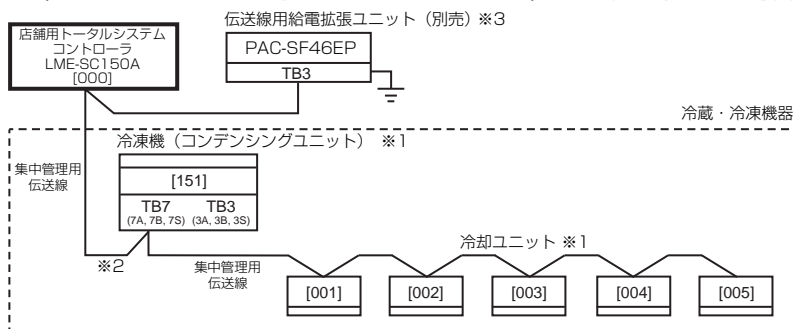 伝送線用給電拡張ユニット（別売）※3
店舗用トータルシステム
コントローラ
LME-SC150A
[000]
PAC-SF46EP
TB3
冷蔵・冷凍機器
冷凍機（コンデンシングユニット） ※1
集中管理用
伝送線
[151]
TB7 TB3
(7A, 7B, 7S) (3A, 3B, 3S)
冷却ユニット ※1
※2
集中管理用
伝送線
[001] [002] [003] [004] [005]